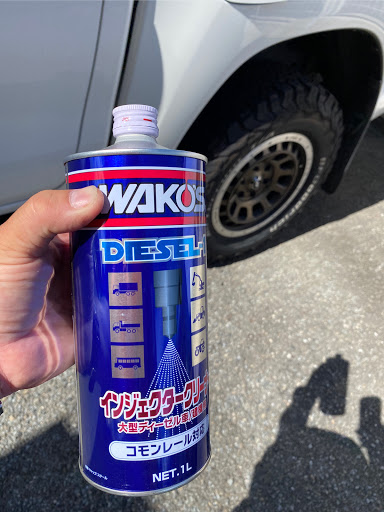 WAKO'S
DIESEL-
インジェクタークリー
大型ディーゼル車
コモンレール対応
NET.1L